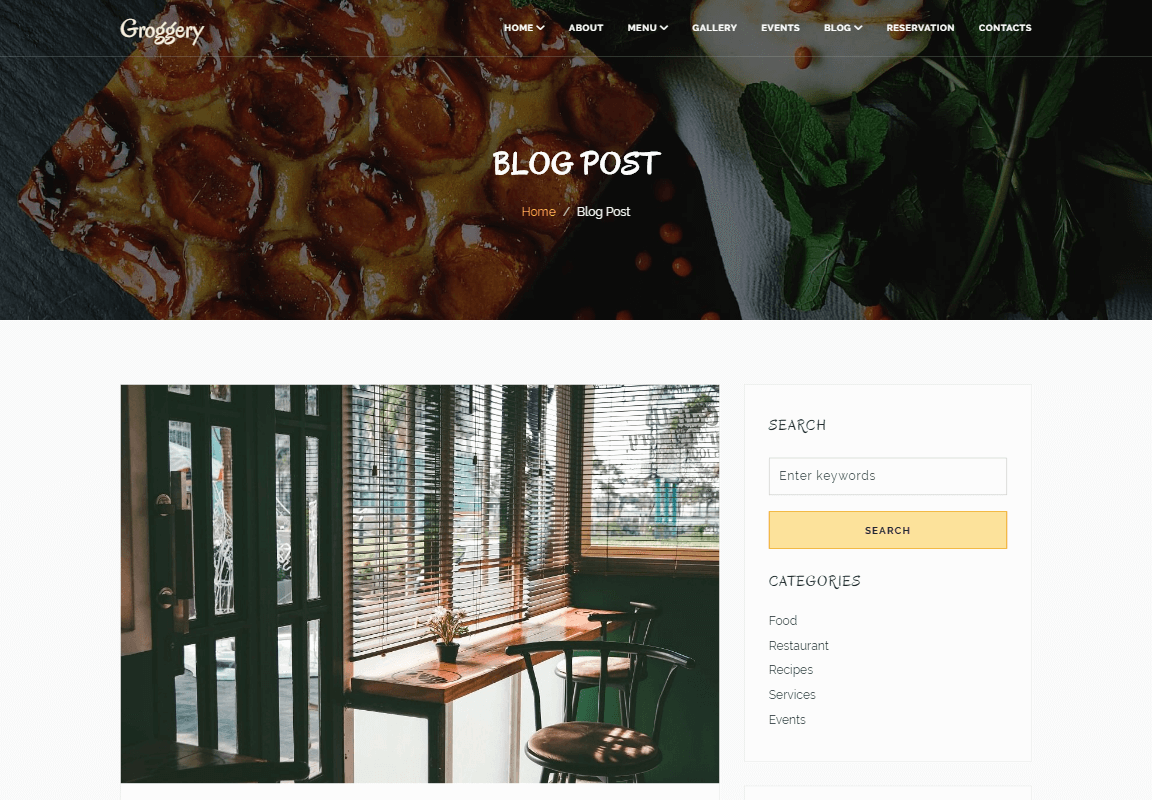 Groggery
HOME ABOUT MENU GALLERY EVENTS BLOG RESERVATION CONTACTS
BLOG POST
Home / Blog Post
SEARCH
Enter keywords
SEARCH
CATEGORIES
Food
Restaurant
Recipes
Services
Events